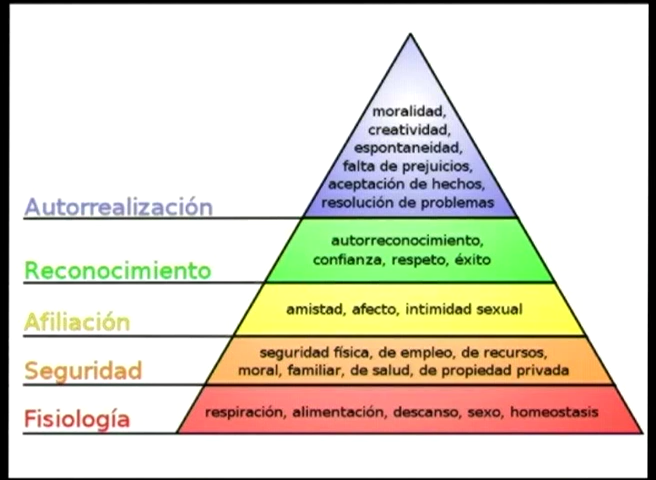 moralidad,
creatividad,
espontaneidad,
falta de prejuicios,
aceptación de hechos,
resolución de problemas
Autorrealización
autorreconocimiento,
confianza, respeto, éxito
Reconocimiento
amistad, afecto, intimidad sexual
Afiliación
seguridad física, de empleo, de recursos,
moral, familiar, de salud, de propiedad privada
Seguridad
respiración, alimentación, descanso, sexo, homeostasis
Fisiología